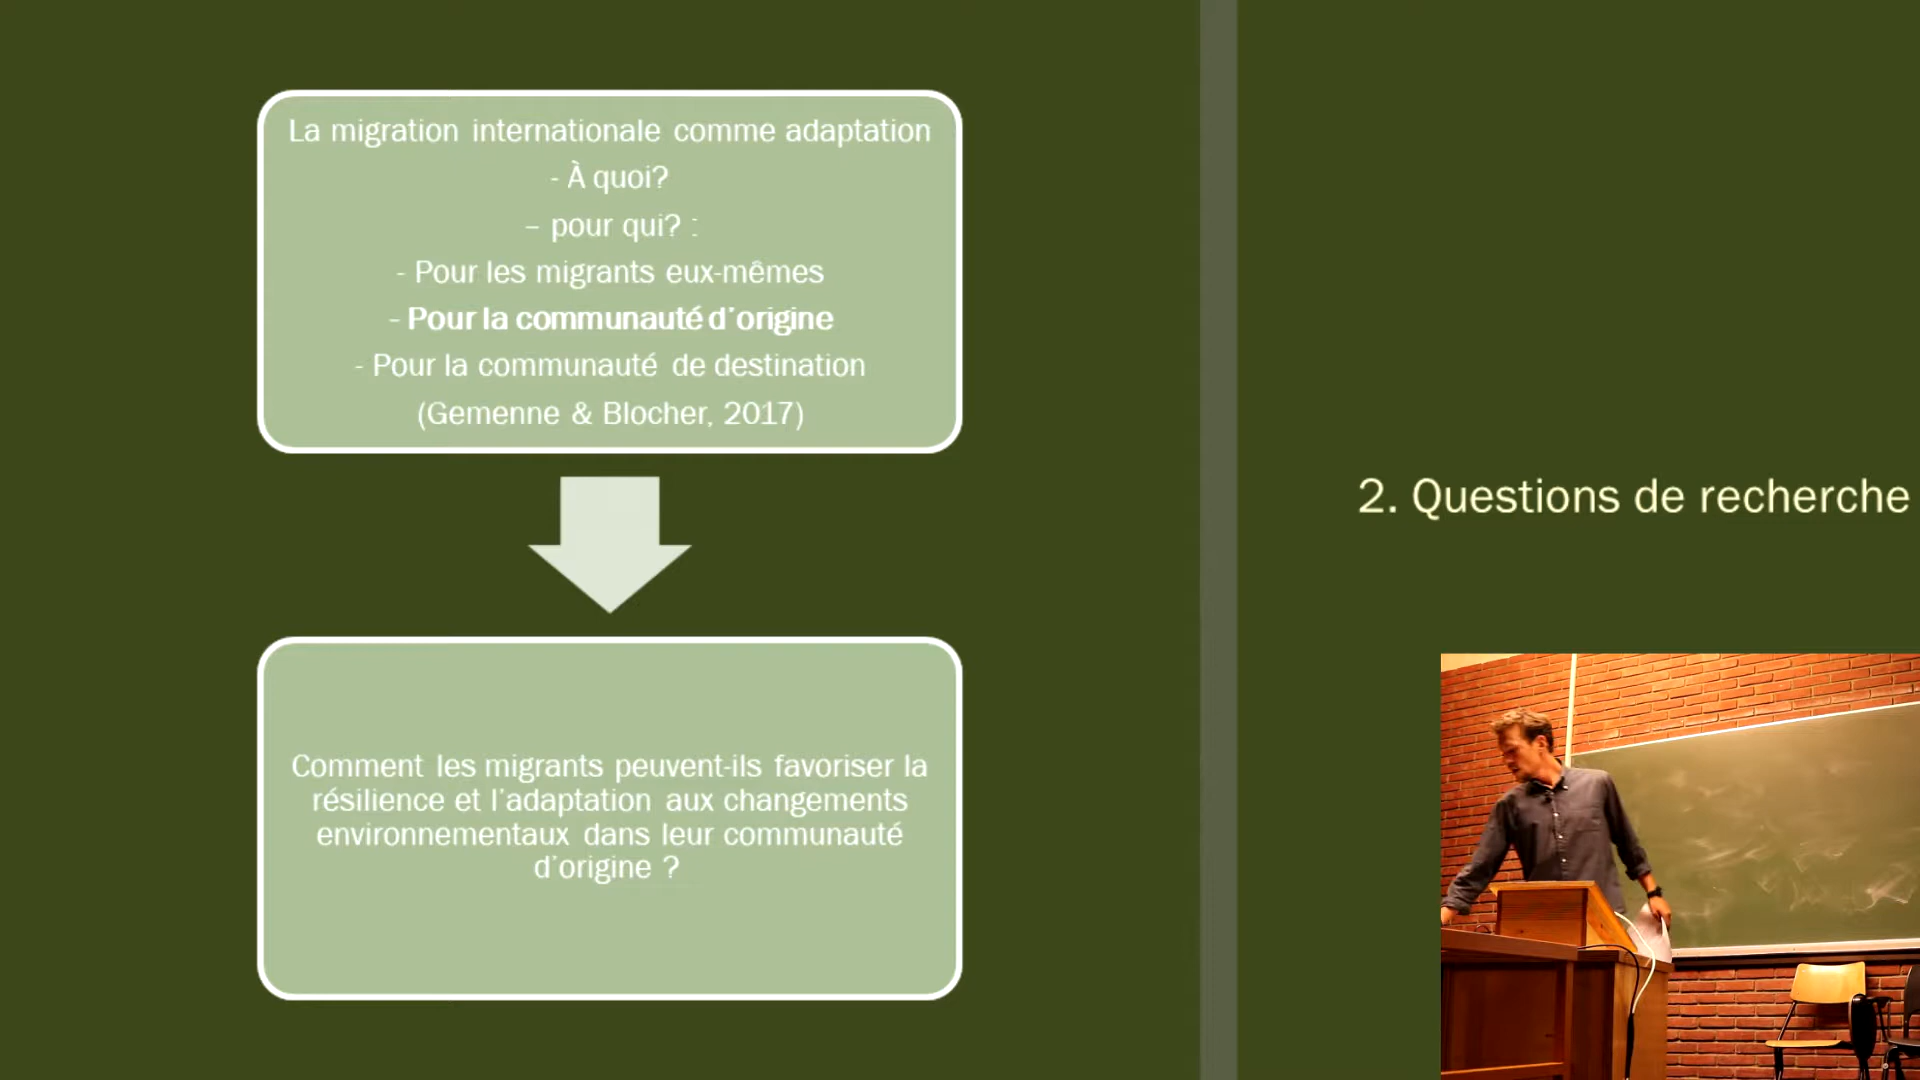 La migration internationale comme adaptation
- À quoi?
– pour qui? :
- Pour les migrants eux-mêmes
- Pour la communauté d'origine
- Pour la communauté de destination
(Gemenne & Blocher, 2017)
Comment les migrants peuvent-ils favoriser la
résilience et l'adaptation aux changements
environnementaux dans leur communauté
d'origine ?
2. Questions de recherche